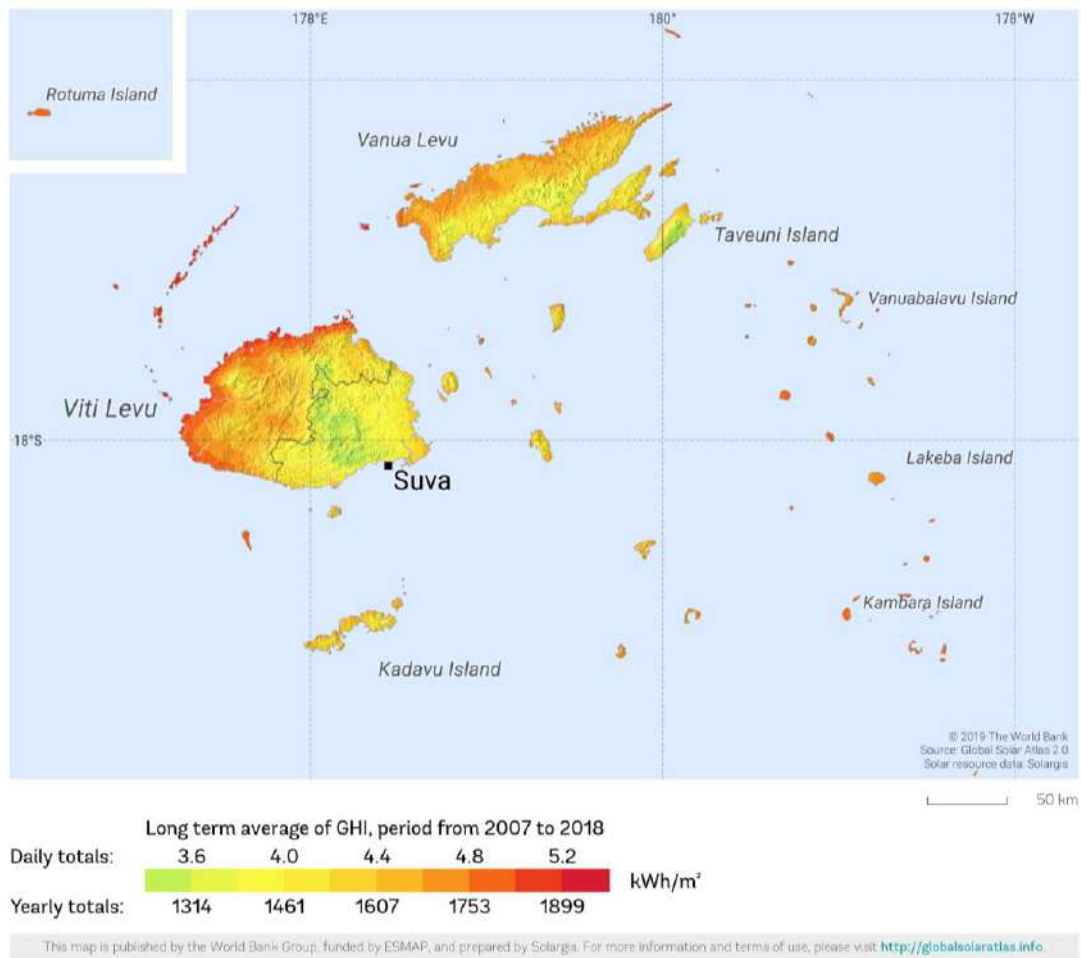 178°E 180° 178°W
Rotuma Island
Vanua Levu
Taveuni Island
Vanuabalavu Island
Viti Levu
18°S
Suva
Lakeba Island
Kambara Island
Kadavu Island
© 2019 The World Bank
Source: Global Solar Atlas 2.0
Solar resource data: Solargis
50 km
Long term average of GHI, period from 2007 to 2018
Daily totals: 3.6 4.0 4.4 4.8 5.2
kWh/m²
Yearly totals: 1314 1461 1607 1753 1899
This map is published by the World Bank Group, funded by ESMAP, and prepared by Solargis. For more information and terms of use, please visit http://globalsolaratlas.info.